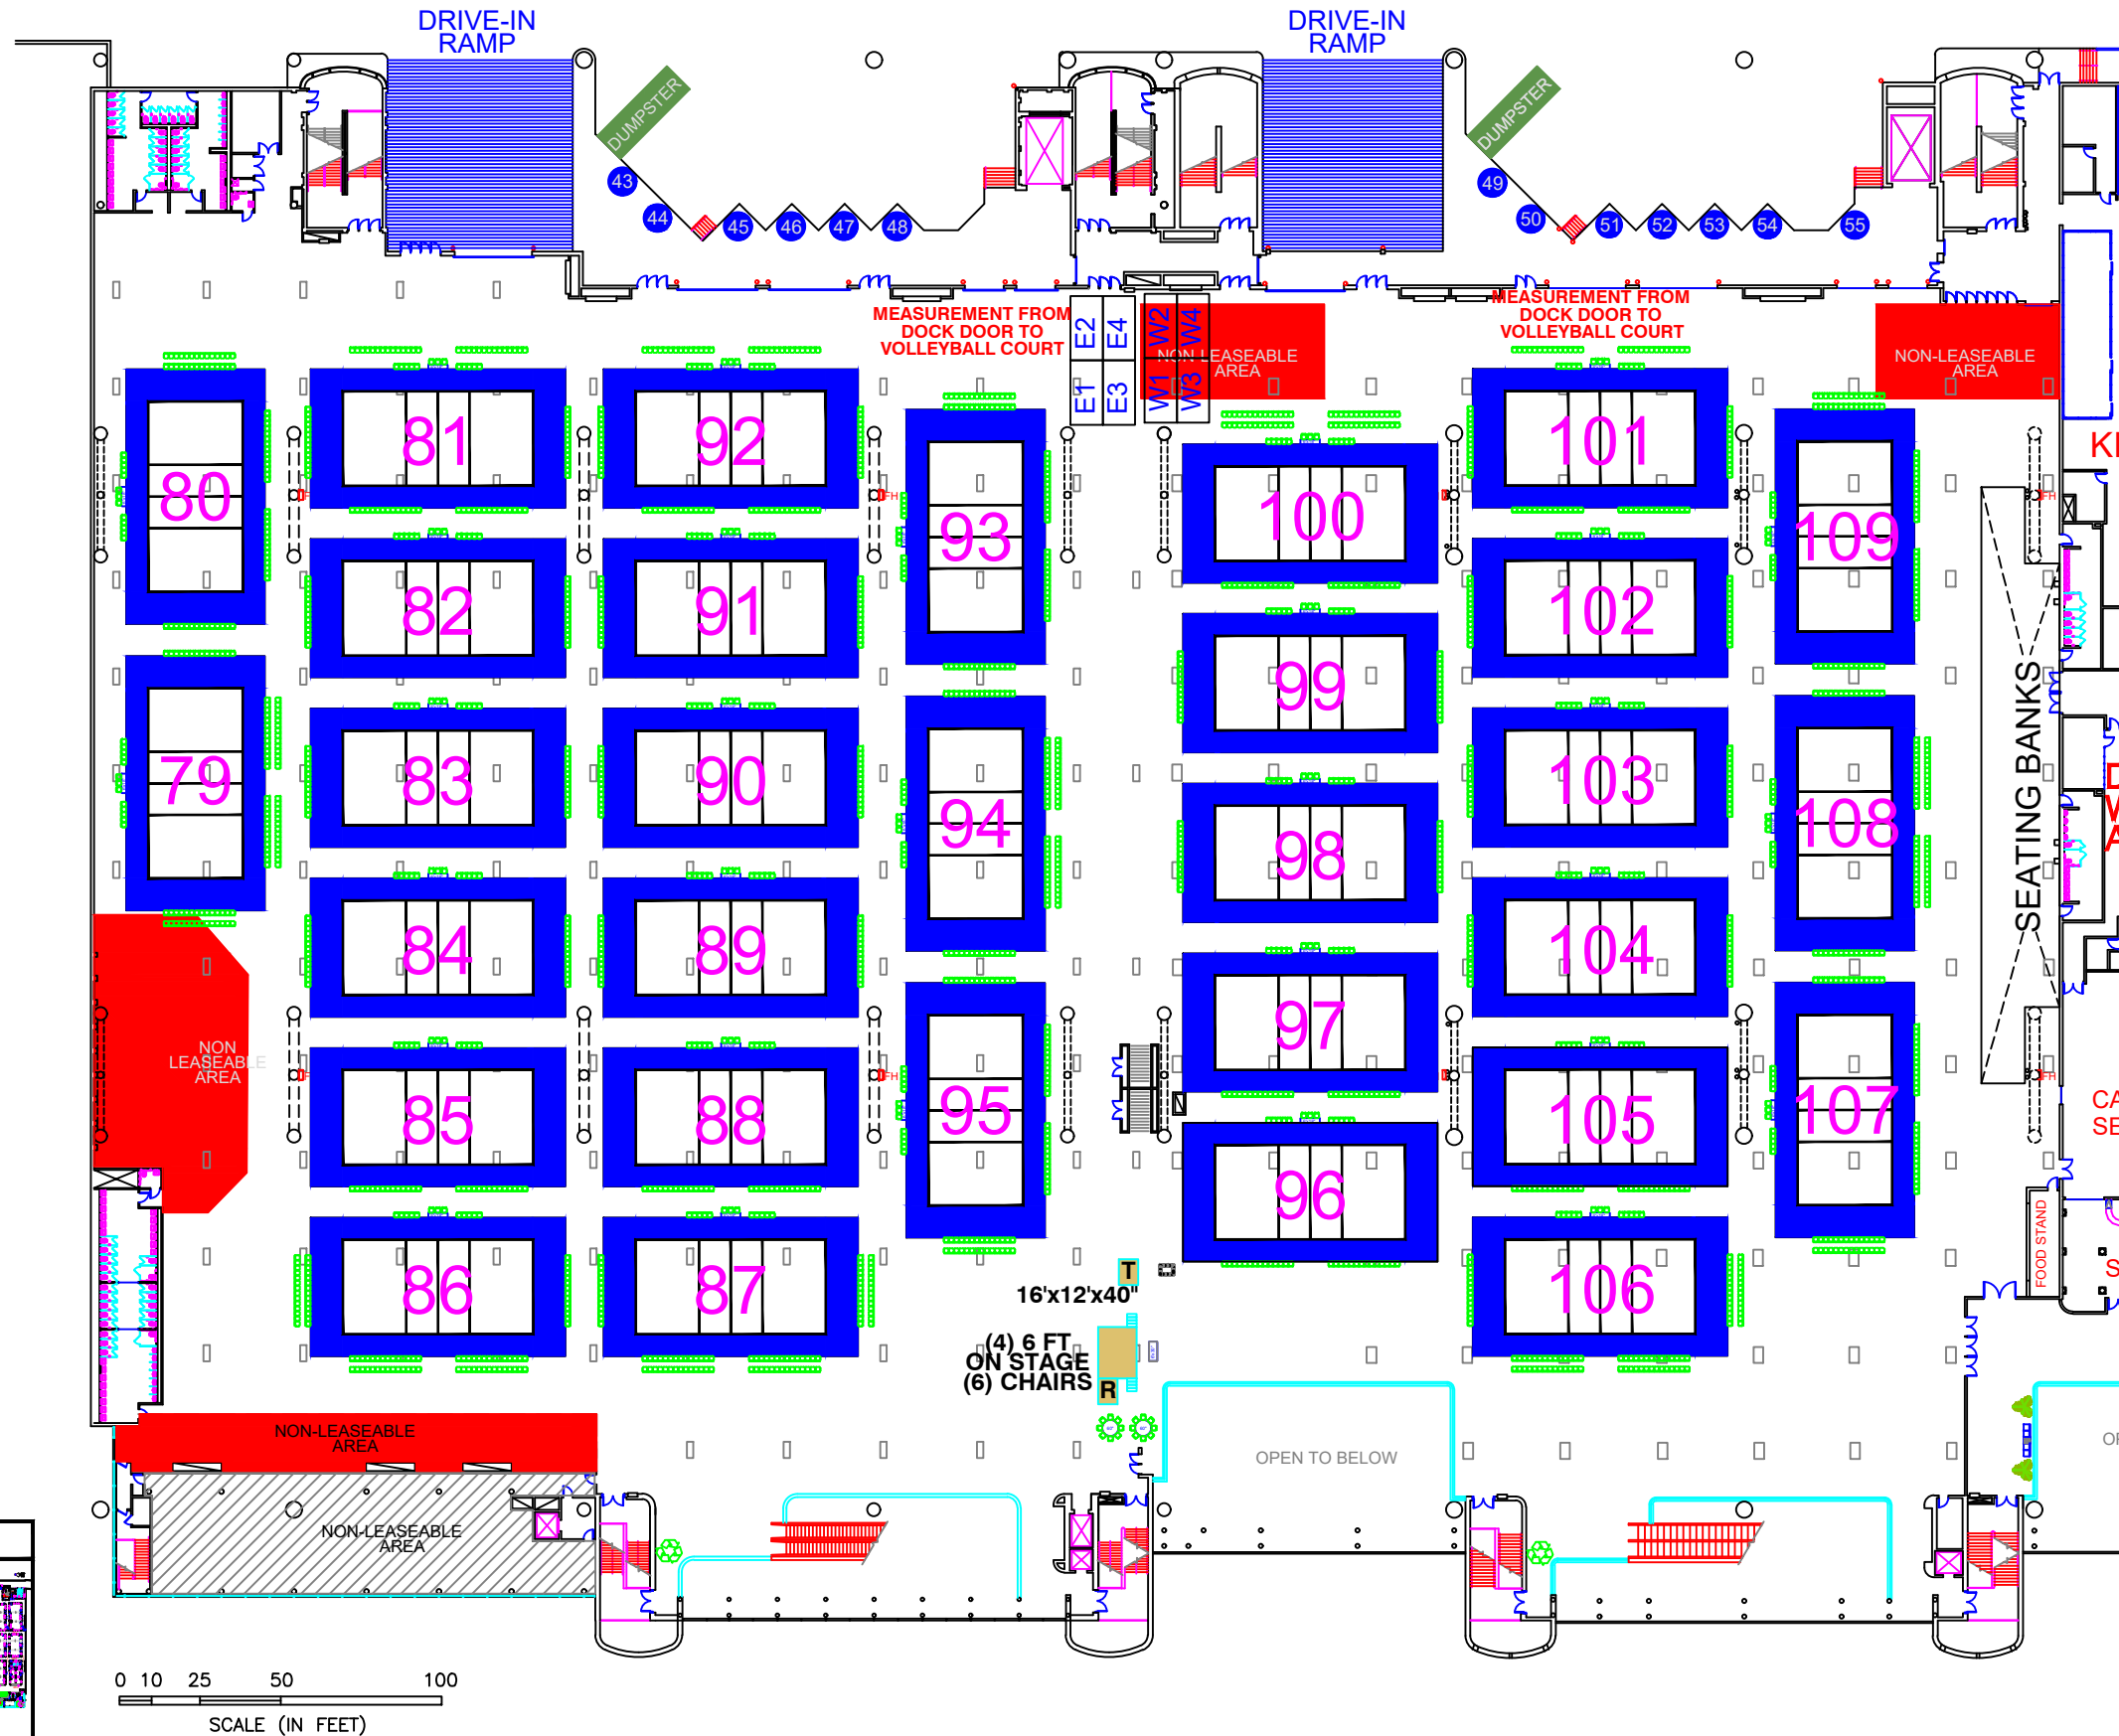 DRIVE-IN
RAMP
DRIVE-IN
RAMP
DUMPSTER
DUMPSTER
43
44
45
46
47
48
49
50
51
52
53
54
55
MEASUREMENT FROM
DOCK DOOR TO
VOLLEYBALL COURT
E2
E4
E1
E3
W2
W4
W1
W3
NON-LEASEABLE
AREA
MEASUREMENT FROM
DOCK DOOR TO
VOLLEYBALL COURT
NON-LEASEABLE
AREA
80
81
92
93
100
101
109
82
91
99
102
79
83
90
94
98
103
108
84
89
97
104
85
88
95
96
105
107
86
87
106
FH
FH
FH
FH
SEATING BANKS
NON
LEASEABLE
AREA
FOOD STAND
T
16'x12'x40"
(4) 6 FT
ON STAGE
(6) CHAIRS
R
NON-LEASEABLE
AREA
NON-LEASEABLE
AREA
OPEN TO BELOW
0 10 25 50 100
SCALE (IN FEET)